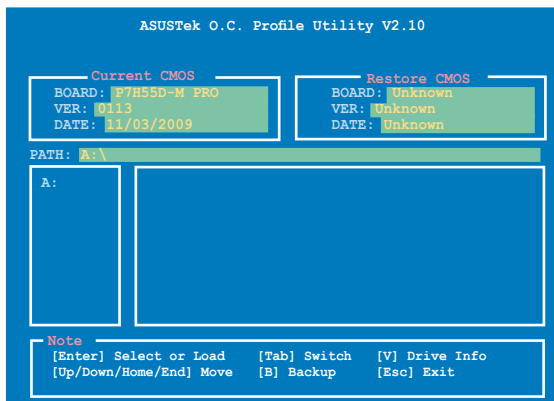 ASUSTek O.C. Profile Utility V2.10
Current CMOS
BOARD: P7H55D-M PRO
VER: 0113
DATE: 11/03/2009
Restore CMOS
BOARD: Unknown
VER: Unknown
DATE: Unknown
PATH: A:\
A:
Note
[Enter] Select or Load [Tab] Switch [V] Drive Info
[Up/Down/Home/End] Move [B] Backup [Esc] Exit